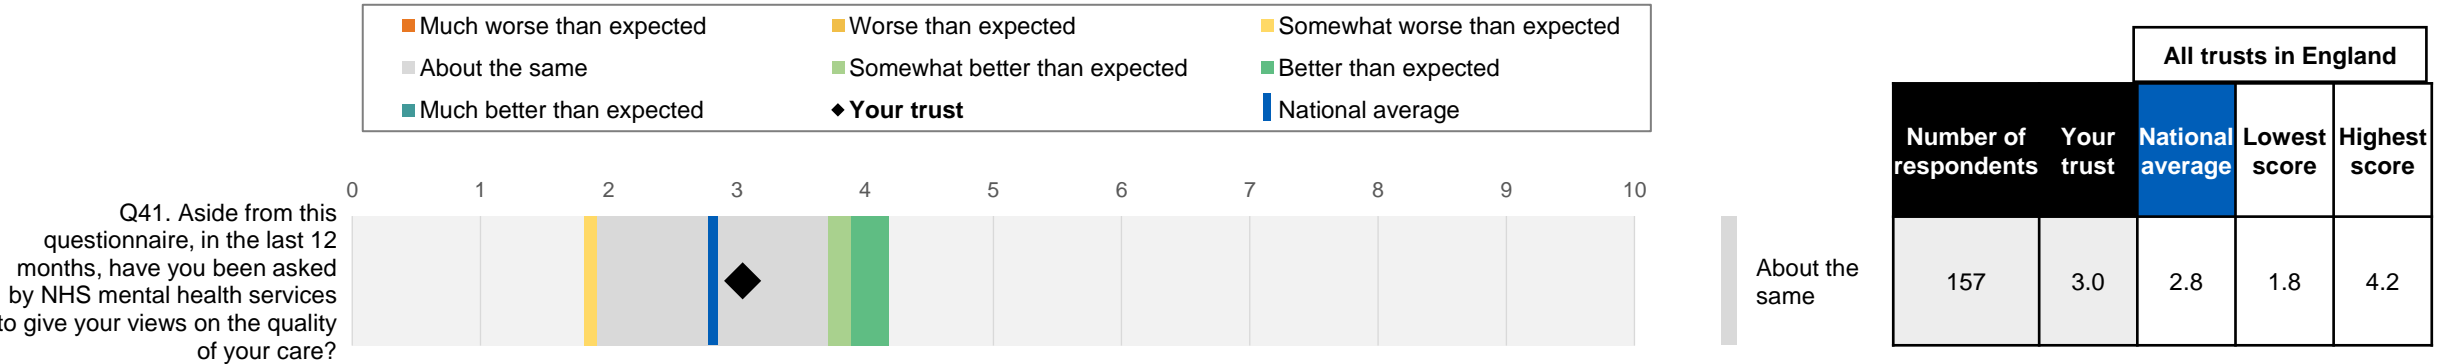 Much worse than expected
Worse than expected
Somewhat worse than expected
About the same
Somewhat better than expected
Better than expected
Much better than expected
Your trust
National average
All trusts in England
Number of respondents
Your trust
National average
Lowest score
Highest score
0 1 2 3 4 5 6 7 8 9 10
Q41. Aside from this
questionnaire, in the last 12
months, have you been asked
by NHS mental health services
to give your views on the quality
of your care?
About the
same
157 3.0 2.8 1.8 4.2